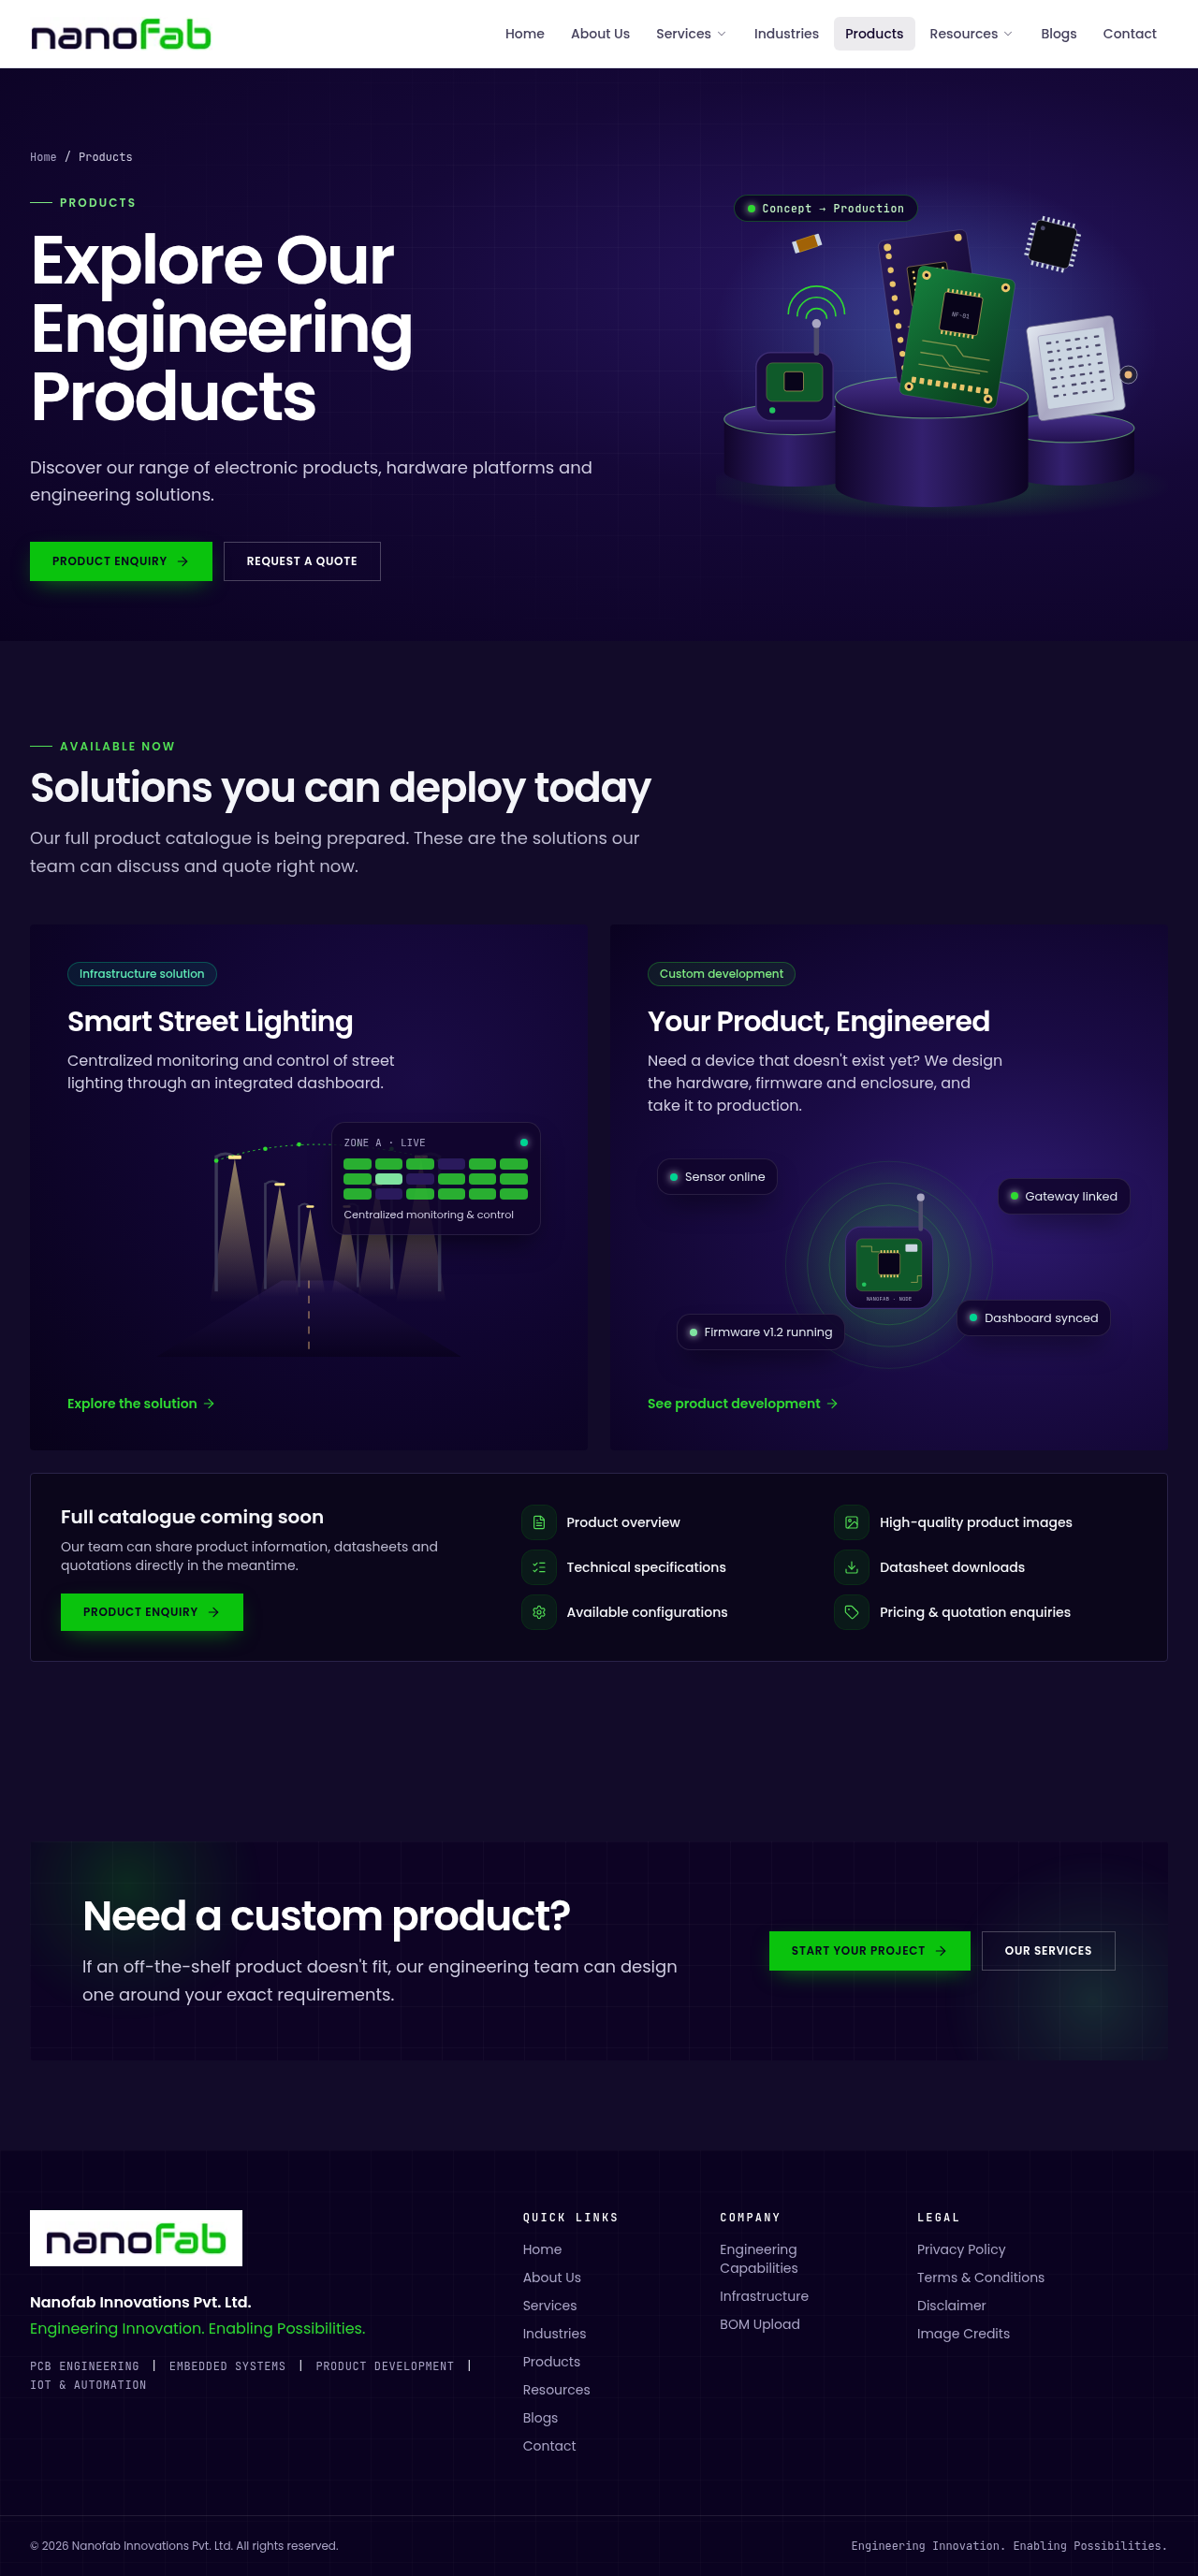 nanoFab
Home
About Us
Services
Industries
Products
Resources
Blogs
Contact
Home / Products
PRODUCTS
Explore Our
Engineering
Products
Discover our range of electronic products, hardware platforms and
engineering solutions.
PRODUCT ENQUIRY →
REQUEST A QUOTE
Concept → Production
NF-01
AVAILABLE NOW
Solutions you can deploy today
Our full product catalogue is being prepared. These are the solutions our
team can discuss and quote right now.
Infrastructure solution
Smart Street Lighting
Centralized monitoring and control of street
lighting through an integrated dashboard.
ZONE A · LIVE
Centralized monitoring & control
Explore the solution →
Custom development
Your Product, Engineered
Need a device that doesn't exist yet? We design
the hardware, firmware and enclosure, and
take it to production.
Sensor online
Gateway linked
NANOFAB · NODE
Firmware v1.2 running
Dashboard synced
See product development →
Full catalogue coming soon
Our team can share product information, datasheets and
quotations directly in the meantime.
PRODUCT ENQUIRY →
Product overview
High-quality product images
Technical specifications
Datasheet downloads
Available configurations
Pricing & quotation enquiries
Need a custom product?
If an off-the-shelf product doesn't fit, our engineering team can design
one around your exact requirements.
START YOUR PROJECT →
OUR SERVICES
nanoFab
Nanofab Innovations Pvt. Ltd.
Engineering Innovation. Enabling Possibilities.
PCB ENGINEERING | EMBEDDED SYSTEMS | PRODUCT DEVELOPMENT |
IOT & AUTOMATION
QUICK LINKS
Home
About Us
Services
Industries
Products
Resources
Blogs
Contact
COMPANY
Engineering
Capabilities
Infrastructure
BOM Upload
LEGAL
Privacy Policy
Terms & Conditions
Disclaimer
Image Credits
© 2026 Nanofab Innovations Pvt. Ltd. All rights reserved.
Engineering Innovation. Enabling Possibilities.